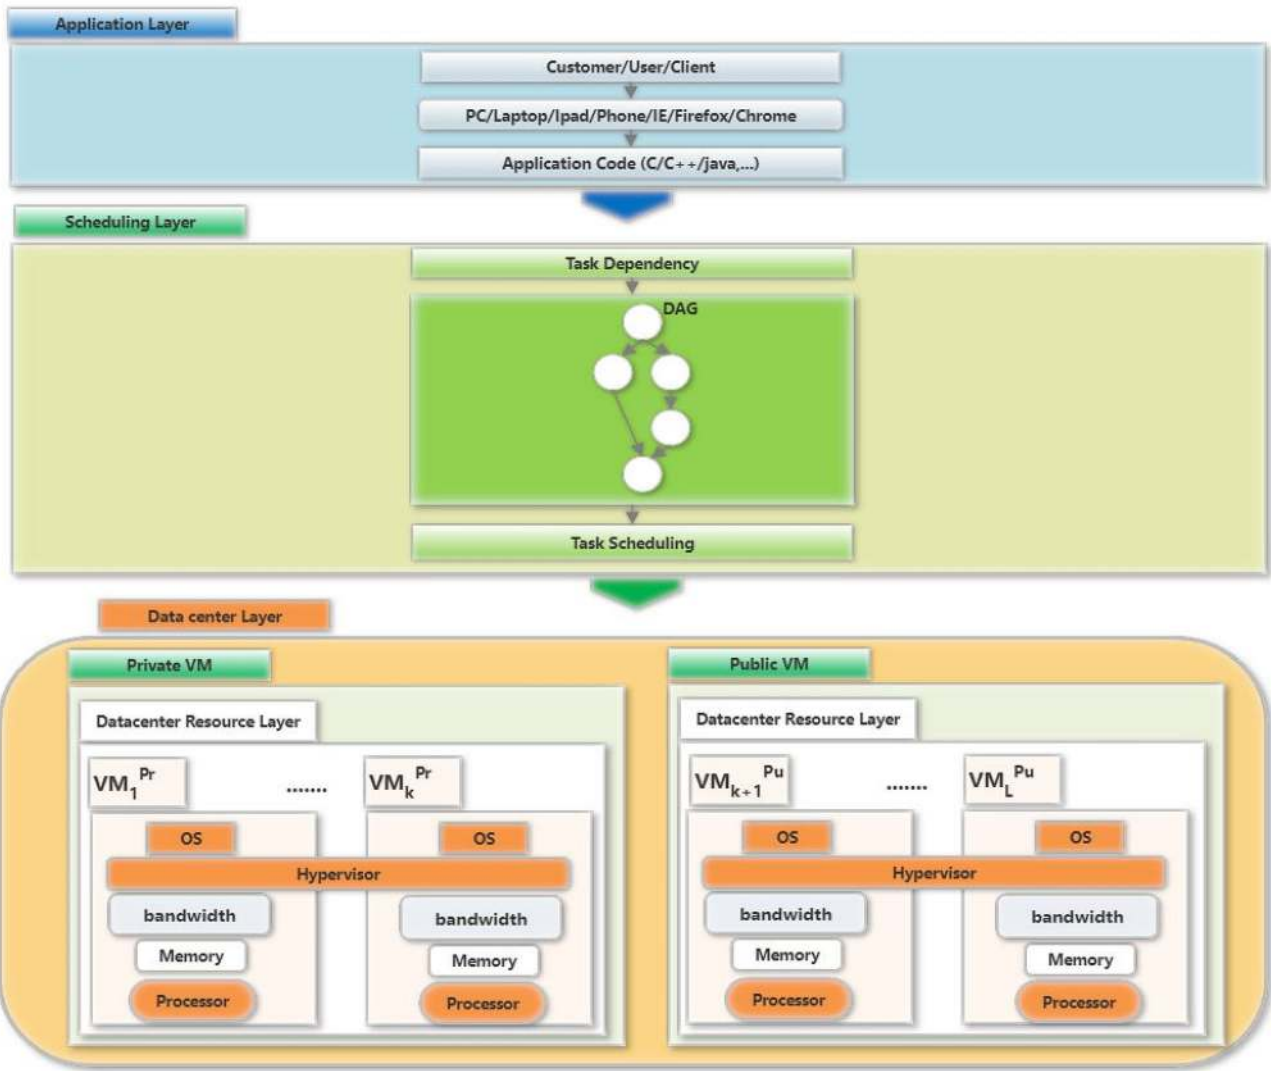 Application Layer
Customer/User/Client
PC/Laptop/Ipad/Phone/IE/Firefox/Chrome
Application Code (C/C++/java,...)
Scheduling Layer
Task Dependency
DAG
Task Scheduling
Data center Layer
Private VM
Datacenter Resource Layer
VM1Pr ....... VMkPr
OS OS
Hypervisor
bandwidth bandwidth
Memory Memory
Processor Processor
Public VM
Datacenter Resource Layer
VMk+1Pu ....... VMLPu
OS OS
Hypervisor
bandwidth bandwidth
Memory Memory
Processor Processor